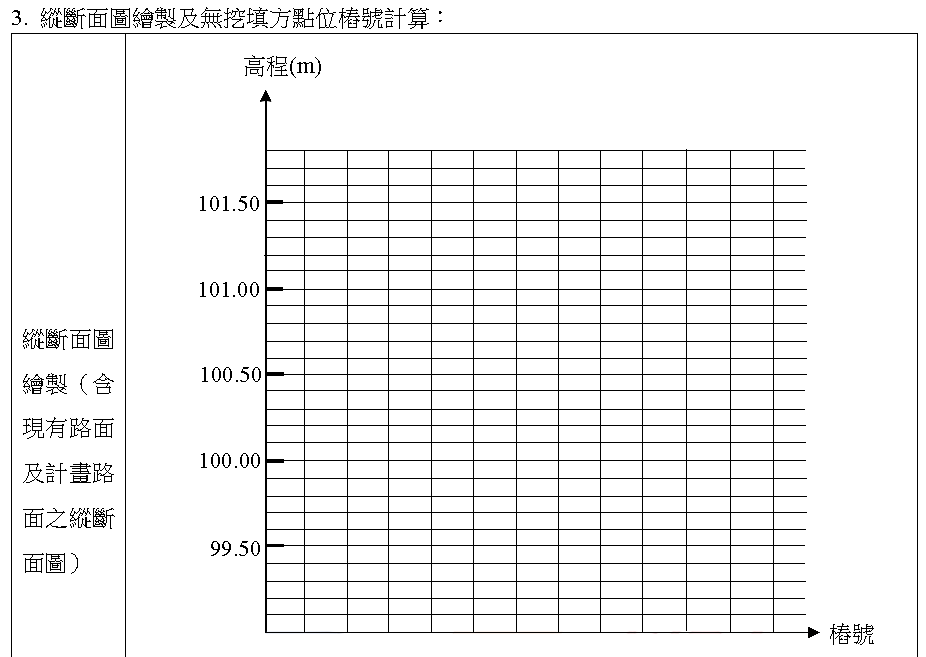 3. 縱斷面圖繪製及無挖填方點位樁號計算：
高程(m)
101.50
101.00
100.50
100.00
99.50
樁號
縱斷面圖
繪製（含
現有路面
及計畫路
面之縱斷
面圖）